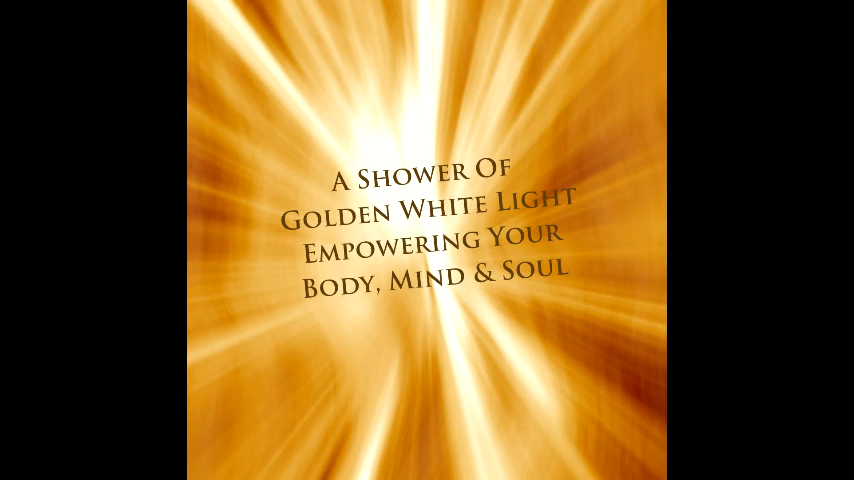 A Shower Of
Golden White Light
Empowering Your
Body, Mind & Soul